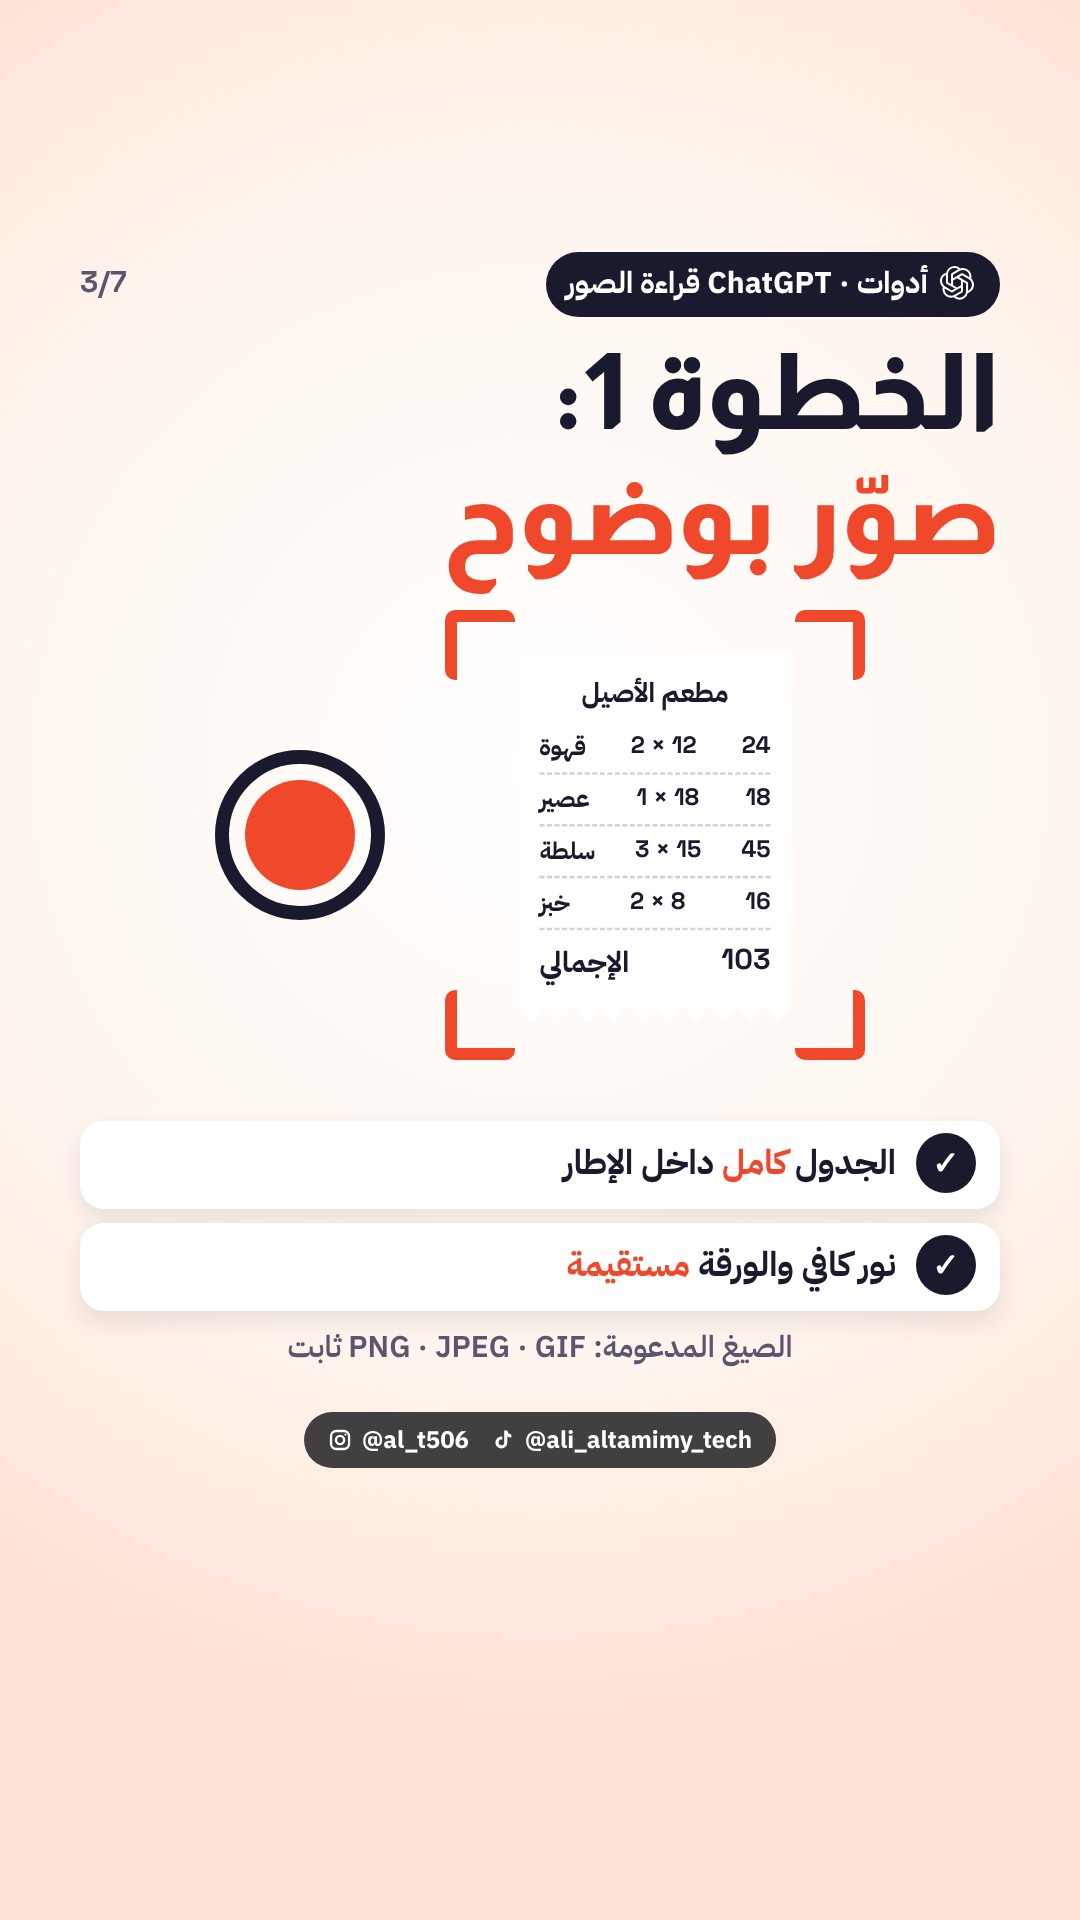 أدوات ChatGPT · قراءة الصور
3/7
الخطوة 1:
صوّر بوضوح
مطعم الأصيل
قهوة 2 × 12 24
عصير 1 × 18 18
سلطة 3 × 15 45
خبز 2 × 8 16
الإجمالي 103
✓ الجدول كامل داخل الإطار
✓ نور كافي والورقة مستقيمة
الصيغ المدعومة: PNG · JPEG · GIF ثابت
@al_t506 @ali_altamimy_tech